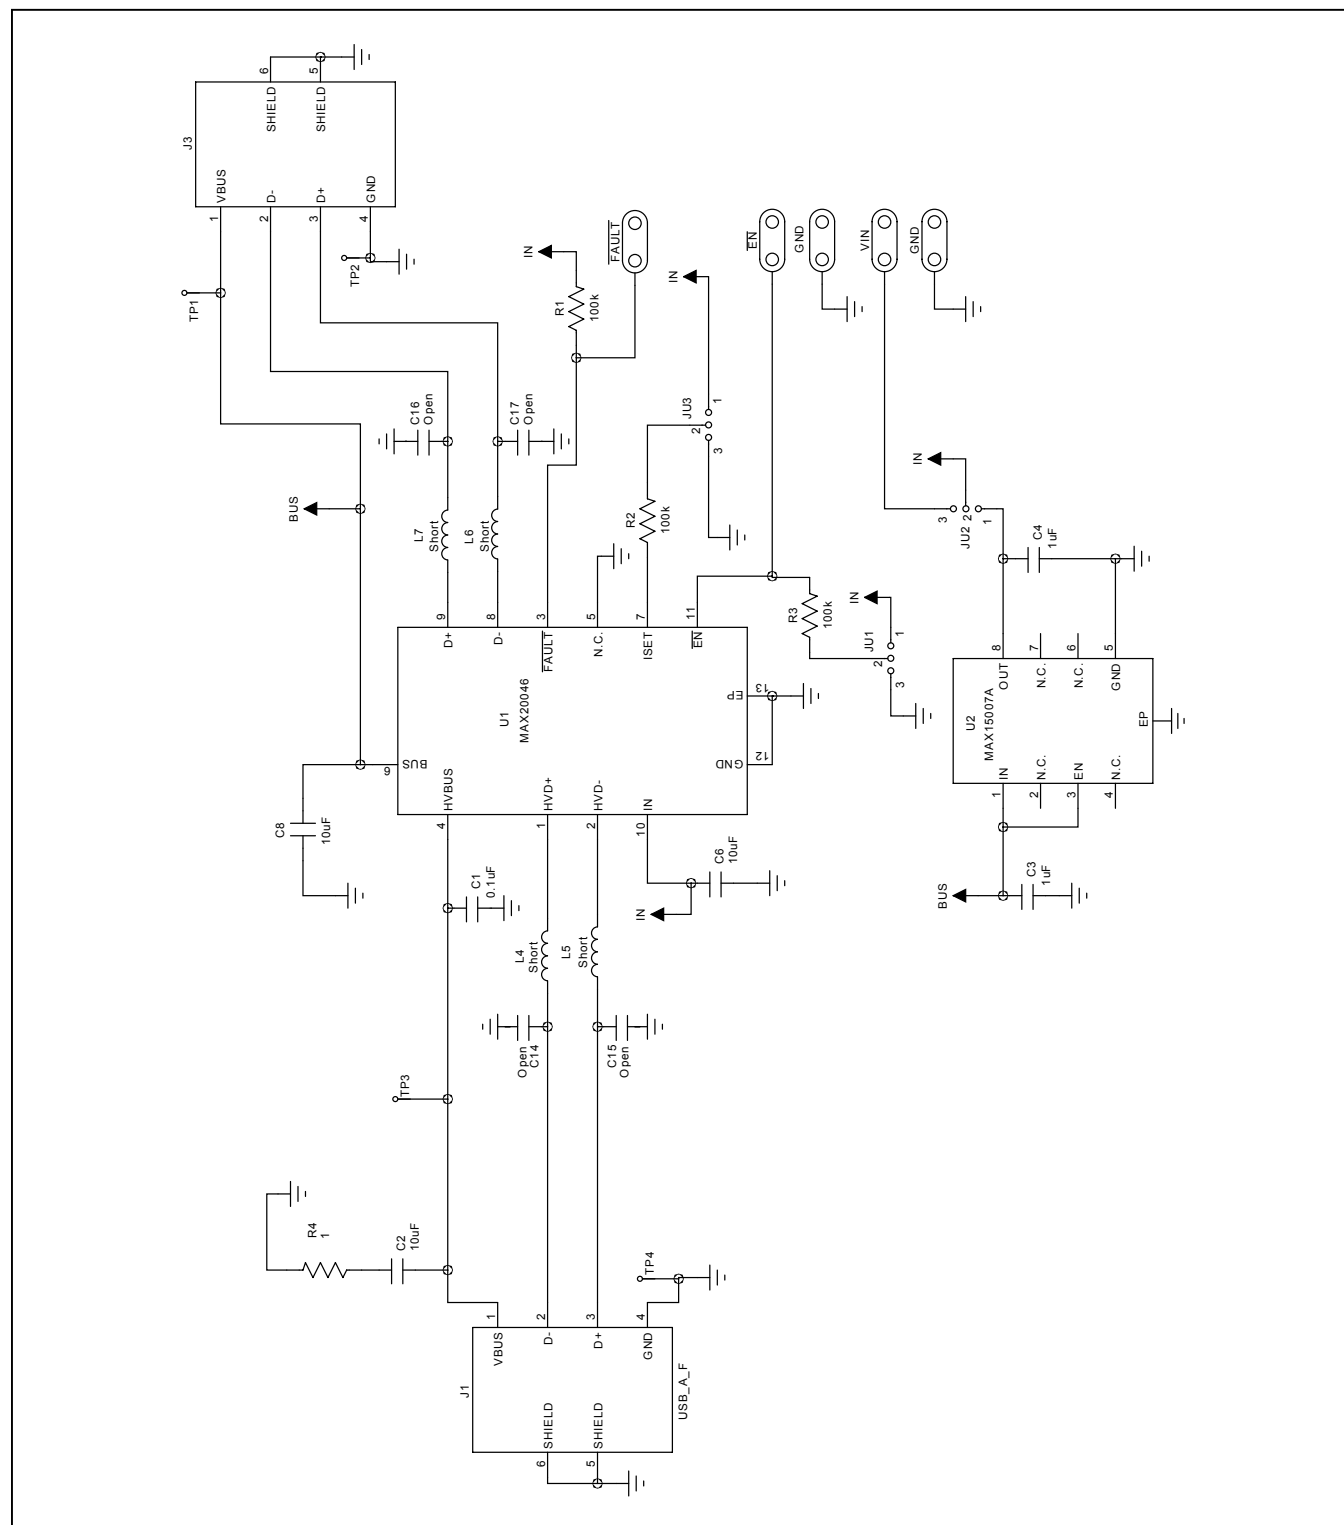 J3
6
5
SHIELD
SHIELD
VBUS
D-
D+
GND
1
2
3
4
TP1
TP2
IN
FAULT
R1
100k
IN
EN
GND
VIN
GND
C16
Open
C17
Open
JU3
1
2
3
BUS
L7
Short
L6
Short
R2
100k
IN
3
2
1
JU2
C4
1uF
9
8
3
5
7
11
D+
D-
FAULT
N.C.
ISET
EN
R3
100k
IN
JU1
1
2
3
U1
MAX20046
EP
13
GND
12
BUS
6
HVBUS
HVD+
HVD-
IN
4
1
2
10
8
7
6
5
OUT
N.C.
N.C.
GND
U2
MAX15007A
EP
IN
N.C.
EN
N.C.
1
2
3
4
C8
10uF
C1
0.1uF
C6
10uF
IN
BUS
C3
1uF
L4
Short
L5
Short
Open
C14
C15
Open
TP3
R4
1
C2
10uF
TP4
1
2
3
4
VBUS
D-
D+
GND
J1
USB_A_F
SHIELD
SHIELD
6
5